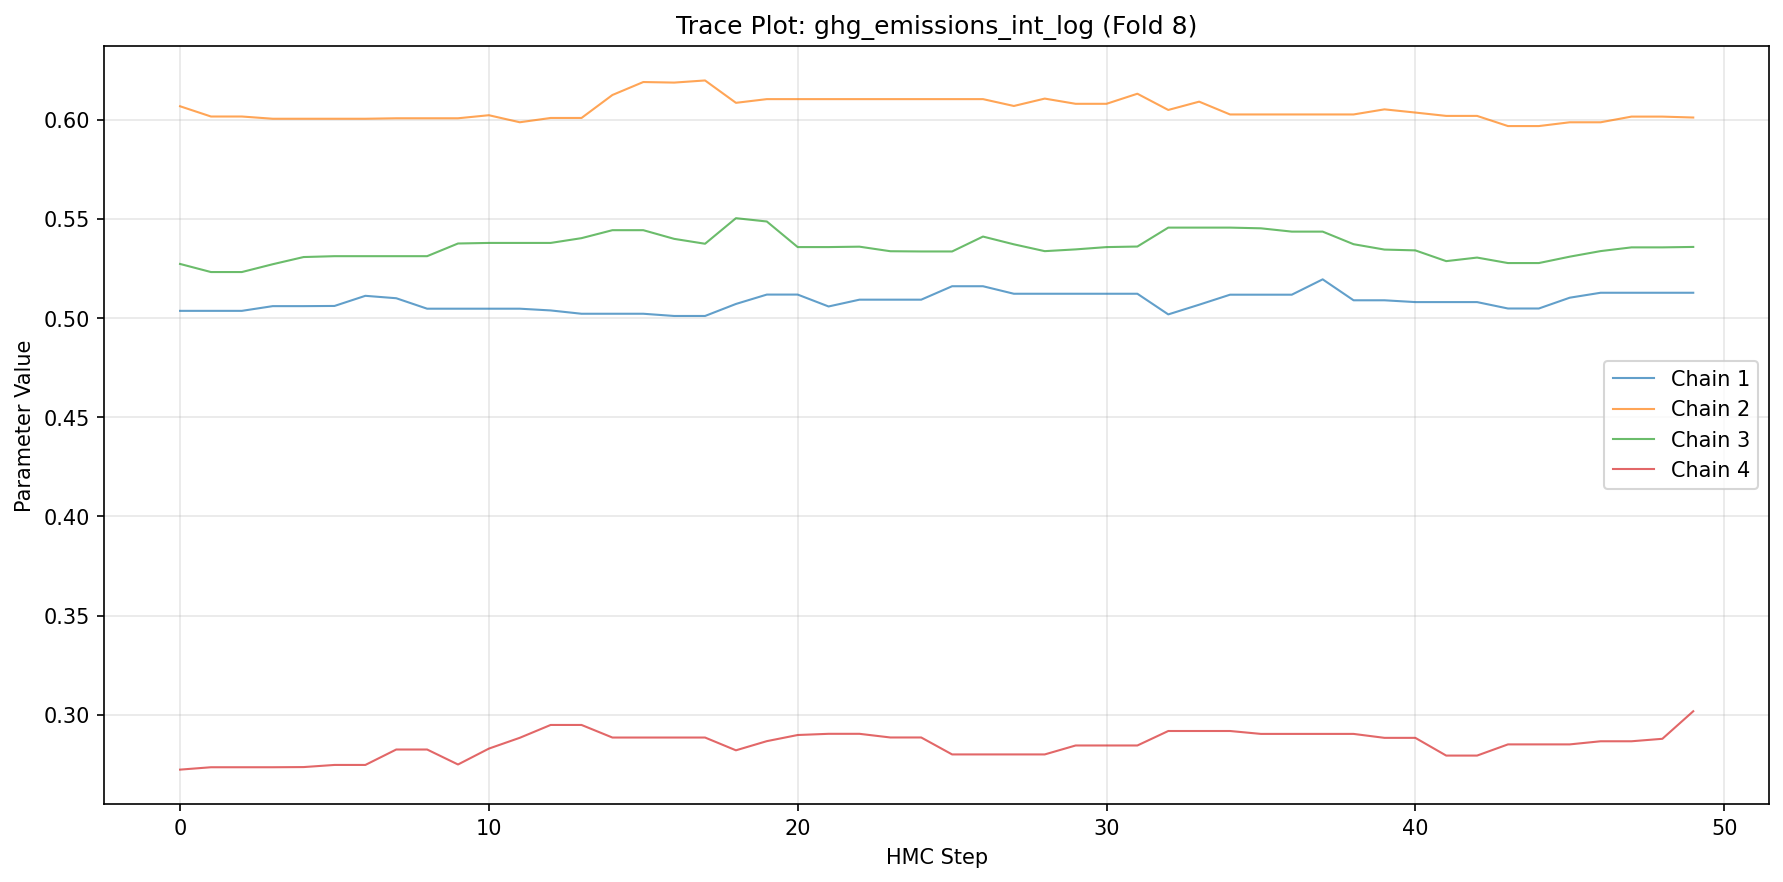 Trace Plot: ghg_emissions_int_log (Fold 8)
Parameter Value
0.60
0.55
0.50
0.45
0.40
0.35
0.30
Chain 1
Chain 2
Chain 3
Chain 4
0 10 20 30 40 50
HMC Step